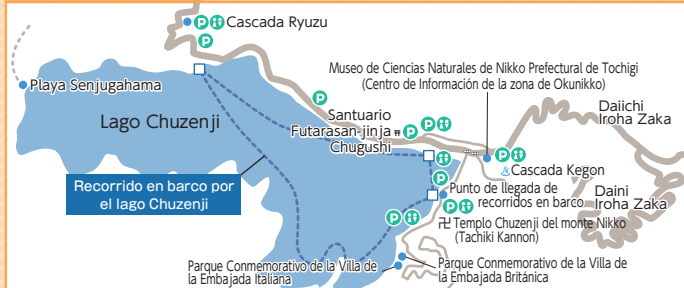 Cascada Ryuzu
P
P
Playa Senjugahama
Lago Chuzenji
Museo de Ciencias Naturales de Nikko Prefectural de Tochigi
(Centro de Información de la zona de Okunikko)
Daiichi
Iroha Zaka
P
Santuario
Futarasan-jinja
Chugushi
P
P
P
Cascada Kegon
P
Recorrido en barco por
el lago Chuzenji
Punto de llegada de
recorridos en barco
Daini
Iroha Zaka
P
P
卍 Templo Chuzenji del monte Nikko
(Tachiki Kannon)
Parque Conmemorativo de la Villa de
la Embajada Italiana
Parque Conmemorativo de la Villa de
la Embajada Británica